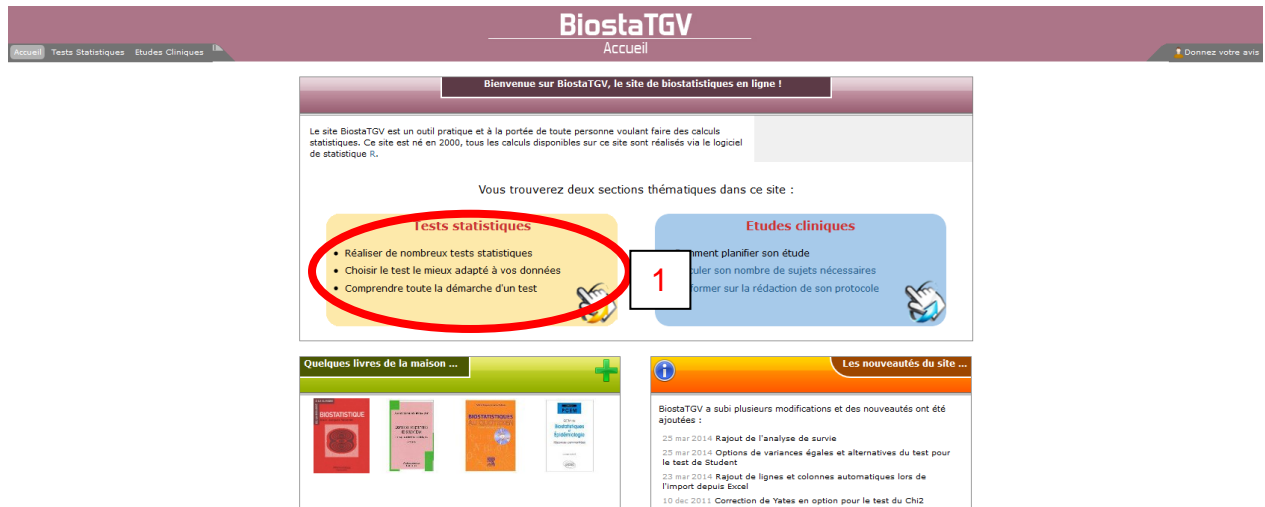 BiostaTGV
Accueil
Accueil Tests Statistiques Etudes Cliniques
Donnez votre avis
Bienvenue sur BiostaTGV, le site de biostatistiques en ligne !
Le site BiostaTGV est un outil pratique et à la portée de toute personne voulant faire des calculs
statistiques. Ce site est né en 2000, tous les calculs disponibles sur ce site sont réalisés via le logiciel
de statistique R.
Vous trouverez deux sections thématiques dans ce site :
Tests statistiques
• Réaliser de nombreux tests statistiques
• Choisir le test le mieux adapté à vos données
• Comprendre toute la démarche d'un test
1
Etudes cliniques
planifier son étude
son nombre de sujets nécessaires
sur la rédaction de son protocole
Quelques livres de la maison ...
BIOSTATISTIQUE
BIOSTATISTIQUES
Les nouveautés du site ...
BiostaTGV a subi plusieurs modifications et des nouveautés ont été
ajoutées :
25 mar 2014 Rajout de l'analyse de survie
25 mar 2014 Options de variances égales et alternatives du test pour
le test de Student
23 mar 2014 Rajout de lignes et colonnes automatiques lors de
l'import depuis Excel
10 dec 2011 Correction de Yates en option pour le test du Chi2